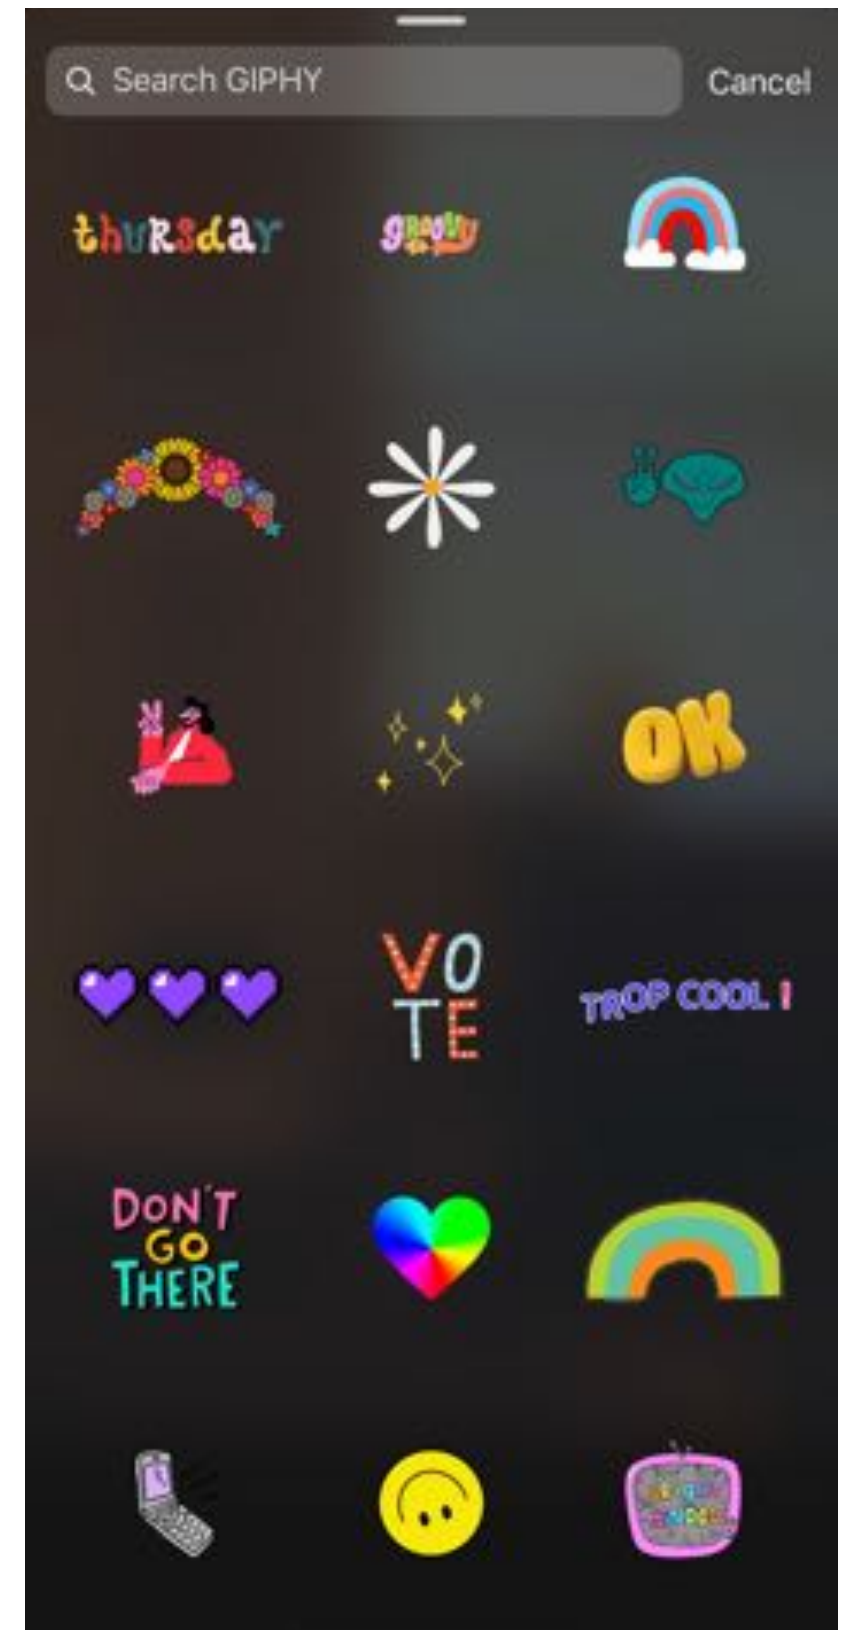 Search GIPHY
Cancel
thURSday
gROOVY
OK
VO
TE
TROP COOL !
DON'T
GO
THERE